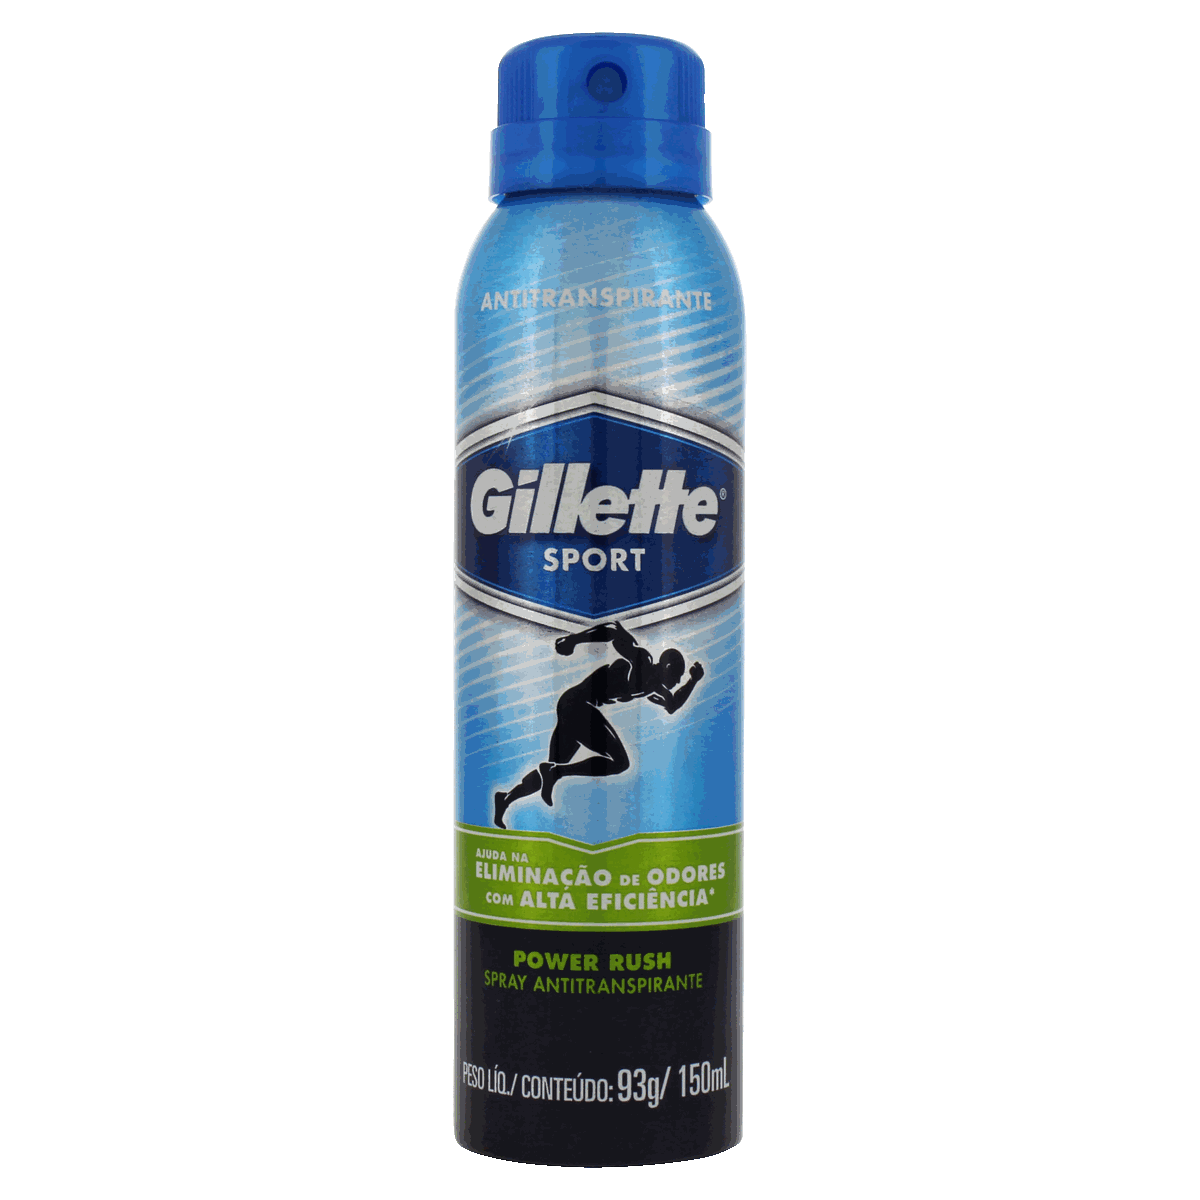 ANTITRANSPIRANTE
Gillette®
SPORT
AJUDA NA
ELIMINAÇÃO DE ODORES
COM ALTA EFICIÊNCIA*
POWER RUSH
SPRAY ANTITRANSPIRANTE
PESO LÍQ./ CONTEÚDO: 93g/ 150mL